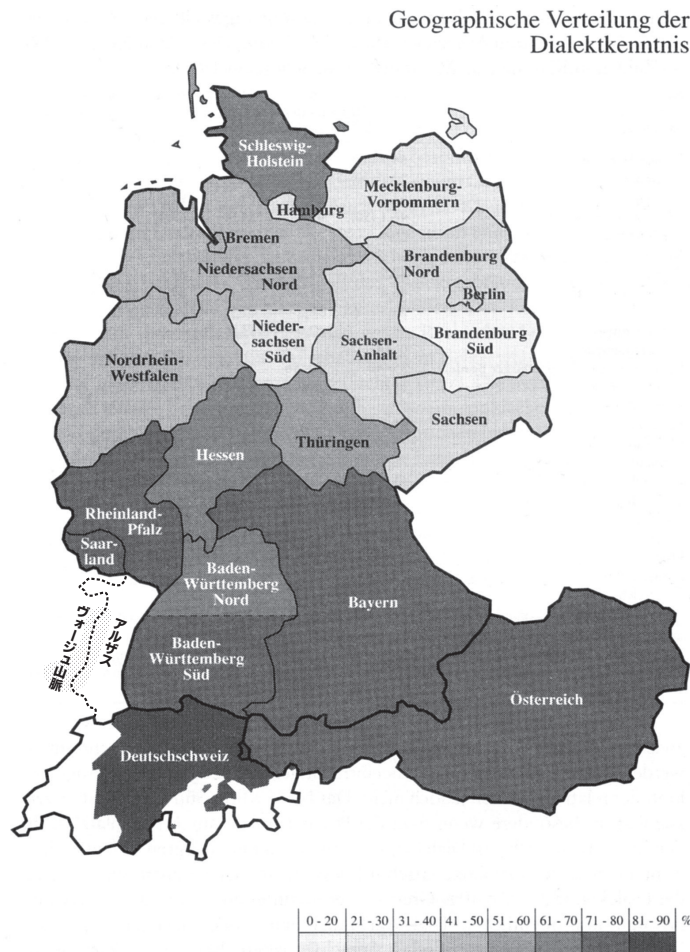 Geographische Verteilung der
Dialektkenntnis
Schleswig-
Holstein
Mecklenburg-
Vorpommern
Hamburg
Bremen
Niedersachsen
Nord
Brandenburg
Nord
Berlin
Nieder-
sachsen
Süd
Sachsen-
Anhalt
Brandenburg
Süd
Nordrhein-
Westfalen
Sachsen
Thüringen
Hessen
Rheinland-
Pfalz
Saar-
land
Baden-
Württemberg
Nord
Bayern
アルザス
ヴォージュ山脈
Baden-
Württemberg
Süd
Österreich
Deutschschweiz
0 - 20 21 - 30 31 - 40 41 - 50 51 - 60 61 - 70 71 - 80 81 - 90 %